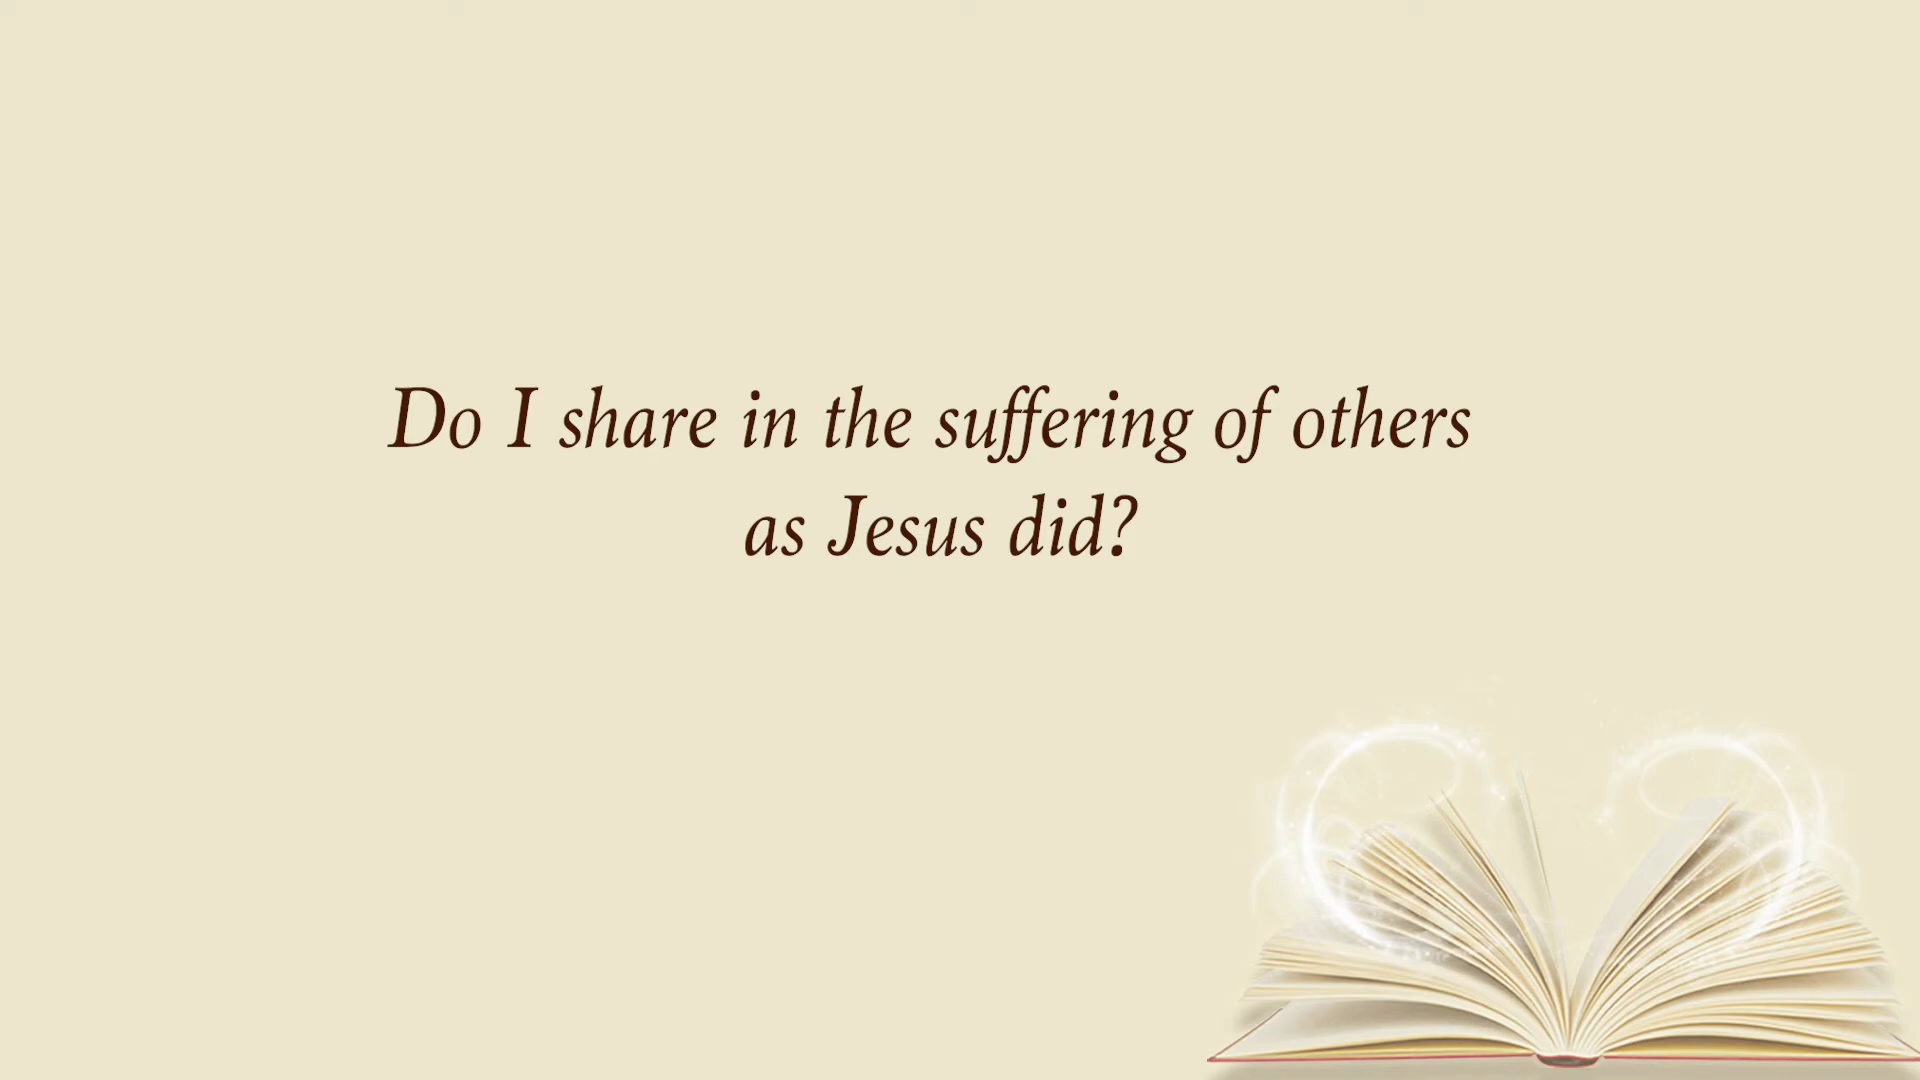 Do I share in the suffering of others
as Jesus did?